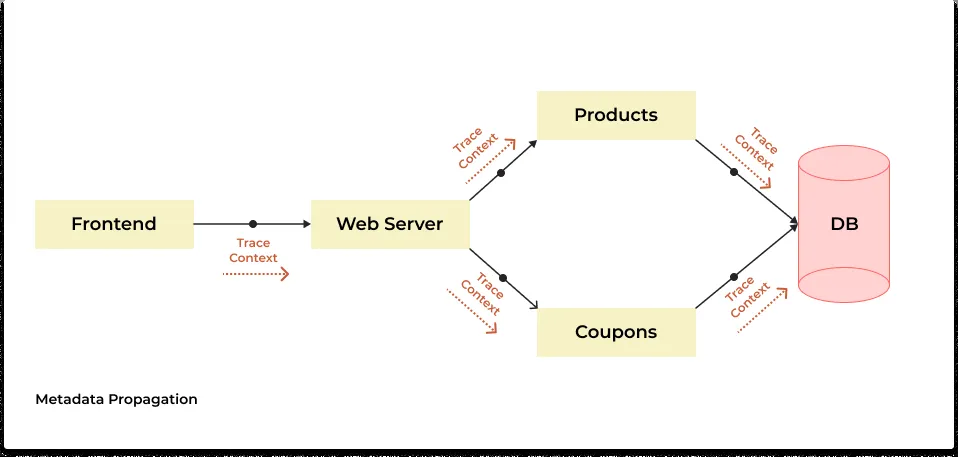 Products
Trace
Context
Trace
Context
Frontend
Trace
Context
Web Server
DB
Trace
Context
Trace
Context
Coupons
Metadata Propagation